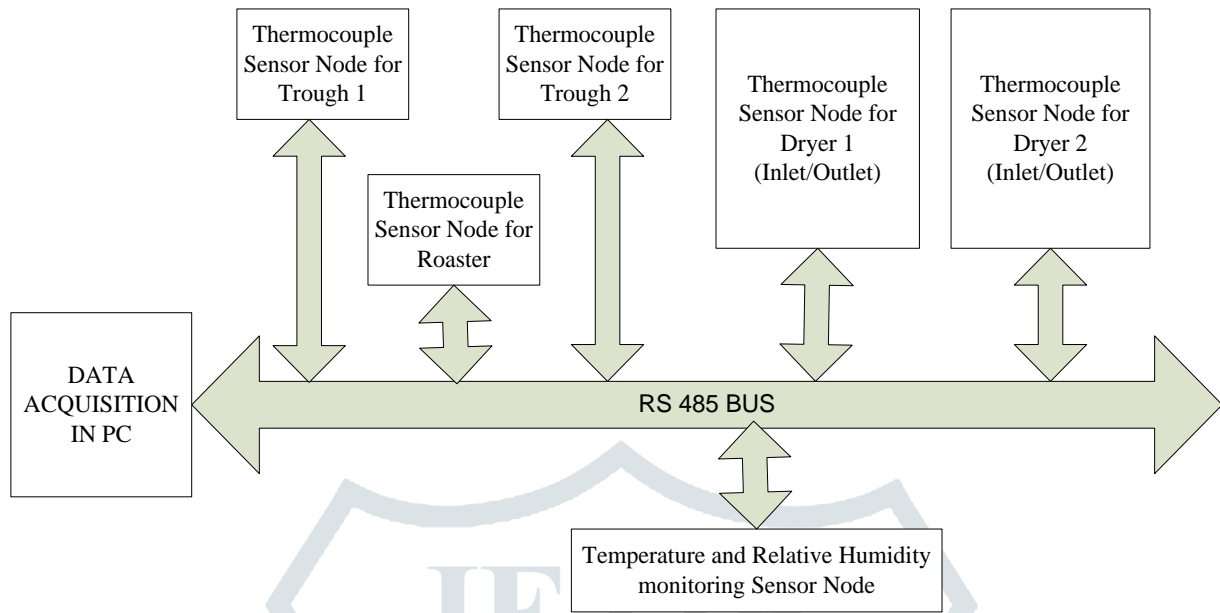 Thermocouple
Sensor Node for
Trough 1
Thermocouple
Sensor Node for
Trough 2
Thermocouple
Sensor Node for
Dryer 1
(Inlet/Outlet)
Thermocouple
Sensor Node for
Dryer 2
(Inlet/Outlet)
Thermocouple
Sensor Node for
Roaster
DATA
ACQUISITION
IN PC
RS 485 BUS
Temperature and Relative Humidity
monitoring Sensor Node